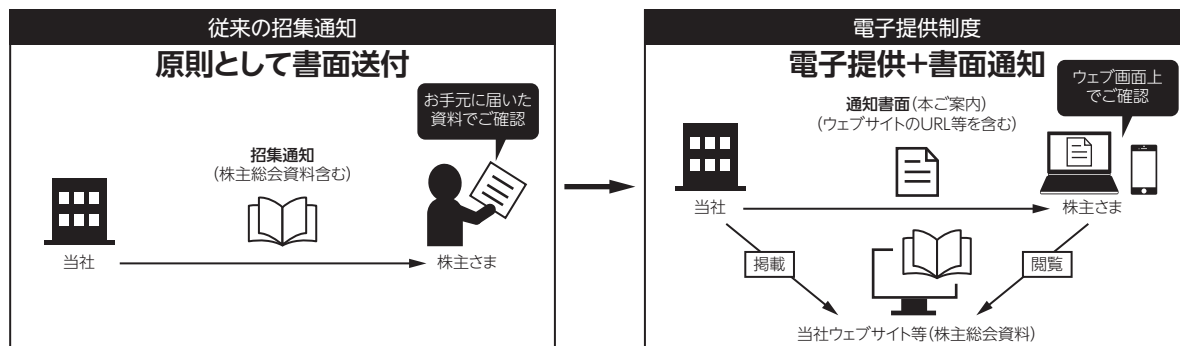 従来の招集通知
原則として書面送付
お手元に届いた
資料でご確認
招集通知
(株主総会資料含む)
当社
株主さま
電子提供制度
電子提供+書面通知
ウェブ画面上
でご確認
通知書面(本ご案内)
(ウェブサイトのURL等を含む)
当社
株主さま
掲載
閲覧
当社ウェブサイト等(株主総会資料)